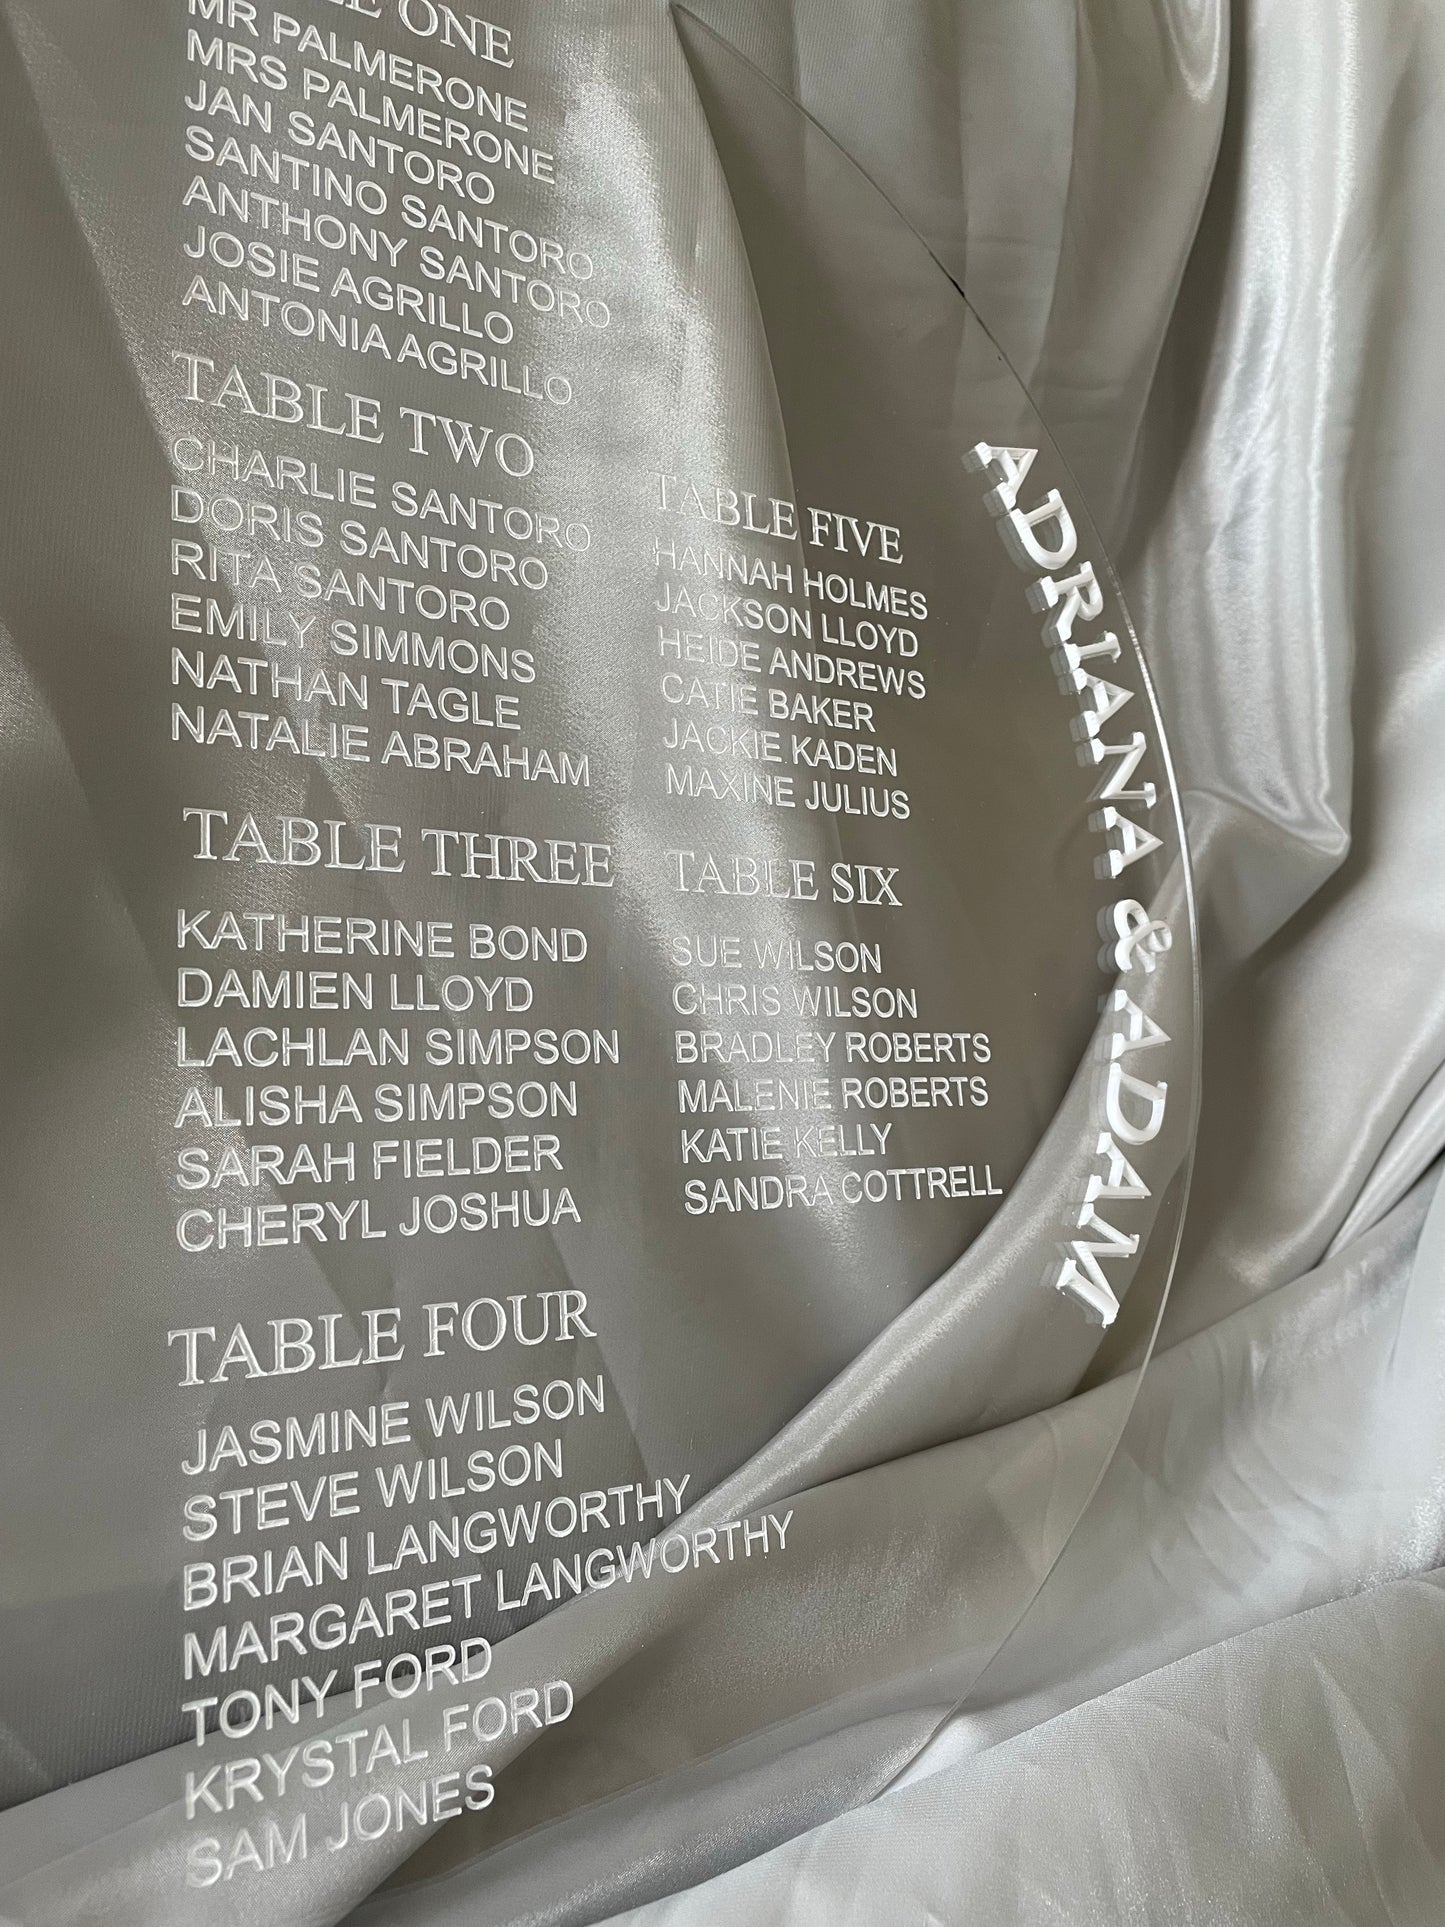 TABLE ONE
MR PALMERONE
MRS PALMERONE
JAN SANTORO
SANTINO SANTORO
ANTHONY SANTORO
JOSIE AGRILLO
ANTONIA AGRILLO
TABLE TWO
CHARLIE SANTORO
DORIS SANTORO
RITA SANTORO
EMILY SIMMONS
NATHAN TAGLE
NATALIE ABRAHAM
TABLE THREE
KATHERINE BOND
DAMIEN LLOYD
LACHLAN SIMPSON
ALISHA SIMPSON
SARAH FIELDER
CHERYL JOSHUA
TABLE FOUR
JASMINE WILSON
STEVE WILSON
BRIAN LANGWORTHY
MARGARET LANGWORTHY
TONY FORD
KRYSTAL FORD
SAM JONES
TABLE FIVE
HANNAH HOLMES
JACKSON LLOYD
HEIDE ANDREWS
CATIE BAKER
JACKIE KADEN
MAXINE JULIUS
TABLE SIX
SUE WILSON
CHRIS WILSON
BRADLEY ROBERTS
MALENIE ROBERTS
KATIE KELLY
SANDRA COTTRELL
ADRIANA & ADAM